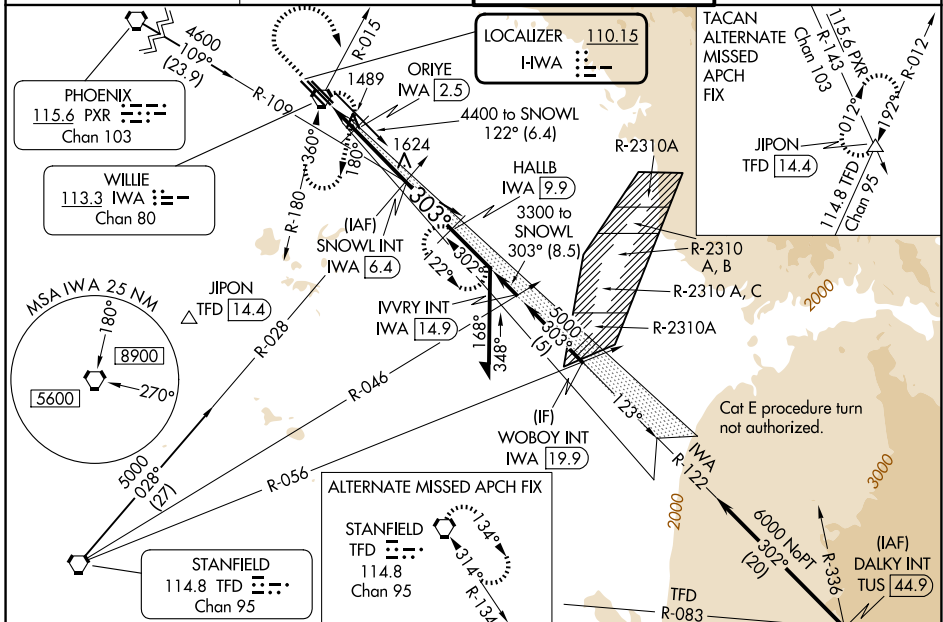 4600
109°
(23.9)
R-109
R-015
PHOENIX
115.6 PXR
Chan 103
WILLIE
113.3 IWA
Chan 80
LOCALIZER 110.15
I-IWA
1489
ORIYE
IWA 2.5
4400 to SNOWL
122° (6.4)
1624
360°
180°
R-180
303°
HALLB
IWA 9.9
3300 to
SNOWL
303° (8.5)
(IAF)
SNOWL INT
IWA 6.4
302°
122°
IVVRY INT
IWA 14.9
168°
348°
303°
5000
(5)
R-2310A
R-2310
A, B
R-2310 A, C
R-2310A
TACAN
ALTERNATE
MISSED
APCH
FIX
115.6 PXR
R-143
Chan 103
R-012
012°
192°
JIPON
TFD 14.4
114.8 TFD
Chan 95
2000
MSA IWA 25 NM
180°
8900
5600
270°
JIPON
TFD 14.4
R-028
R-046
R-056
5000
028°
(27)
STANFIELD
114.8 TFD
Chan 95
(IF)
WOBOY INT
IWA 19.9
123°
Cat E procedure turn
not authorized.
IWA
R-122
2000
3000
6000 NoPT
302°
(20)
R-336
(IAF)
DALKY INT
TUS 44.9
TFD
R-083
ALTERNATE MISSED APCH FIX
STANFIELD
TFD
114.8
Chan 95
134°
314°
R-134